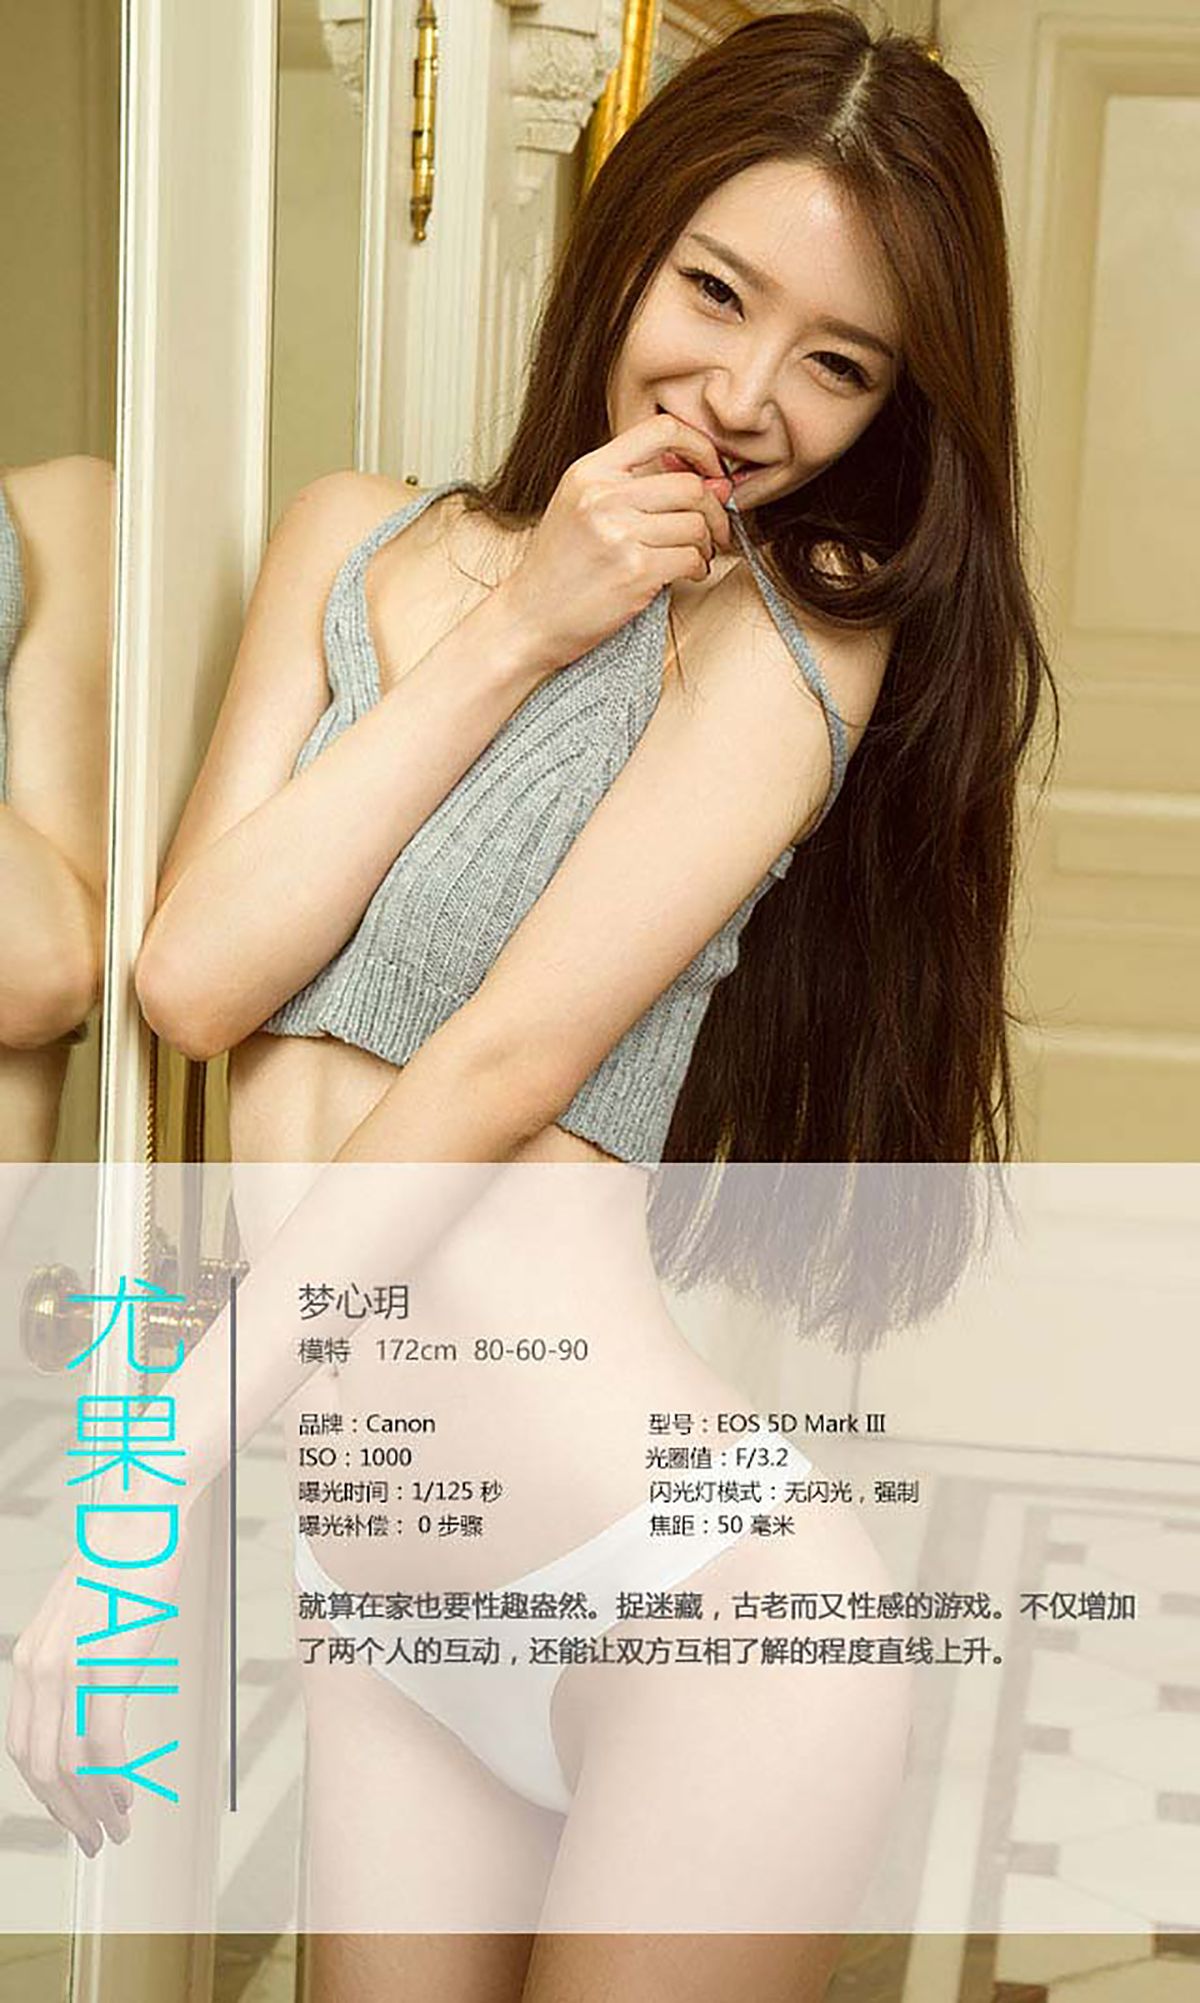 尤果DAILY
梦心玥
模特 172cm 80-60-90
品牌：Canon 型号：EOS 5D Mark III
ISO：1000 光圈值：F/3.2
曝光时间：1/125 秒 闪光灯模式：无闪光，强制
曝光补偿： 0 步骤 焦距：50 毫米
就算在家也要性趣盎然。捉迷藏，古老而又性感的游戏。不仅增加
了两个人的互动，还能让双方互相了解的程度直线上升。